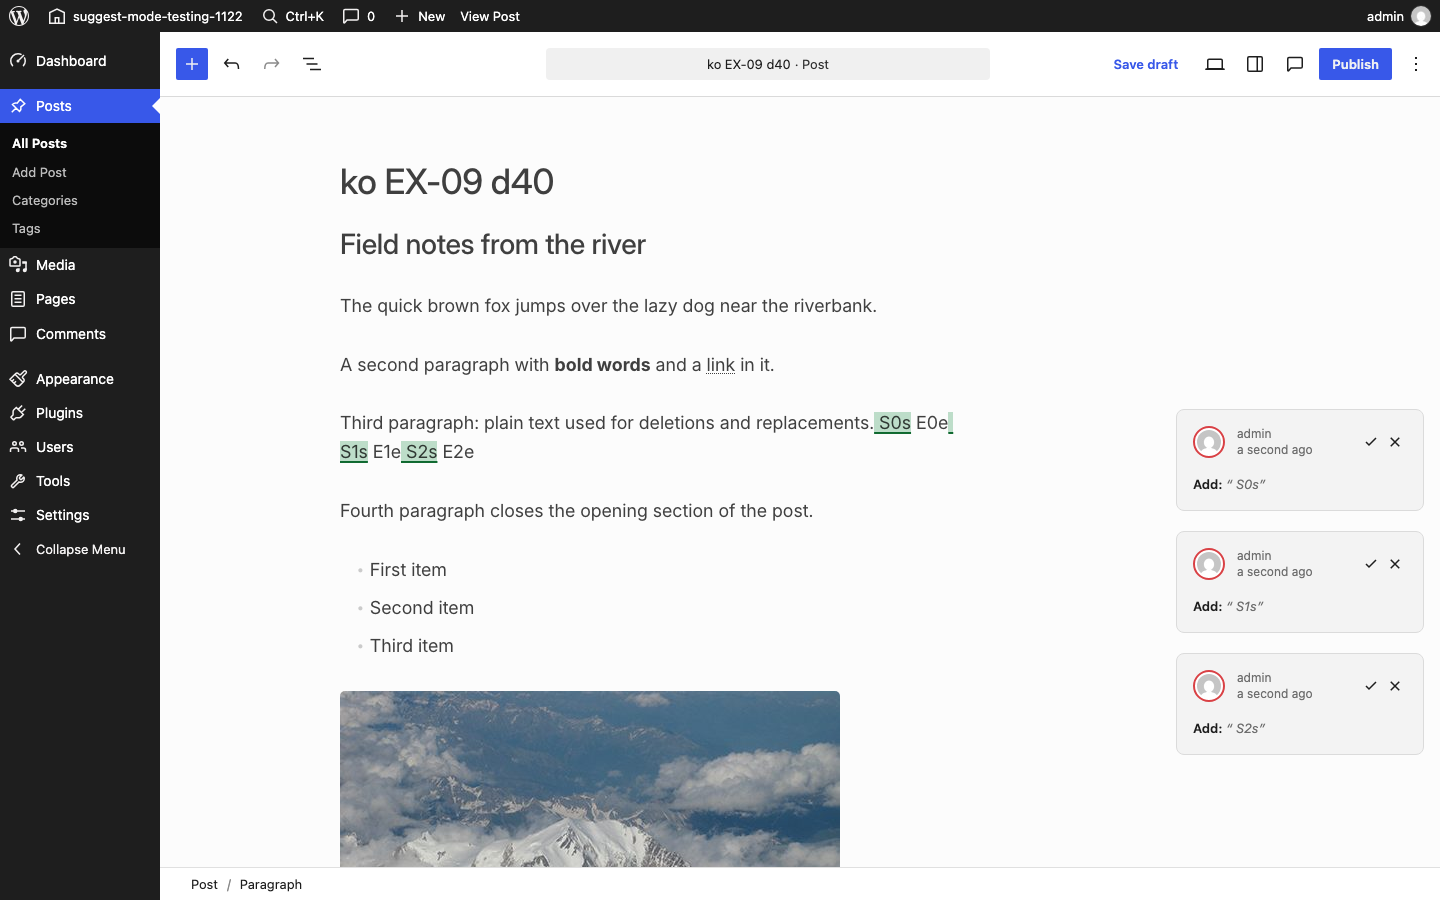 suggest-mode-testing-1122 Ctrl+K 0 New View Post admin
Dashboard
Posts
All Posts
Add Post
Categories
Tags
Media
Pages
Comments
Appearance
Plugins
Users
Tools
Settings
Collapse Menu
ko EX-09 d40 · Post
Save draft
Publish
ko EX-09 d40
Field notes from the river
The quick brown fox jumps over the lazy dog near the riverbank.
A second paragraph with bold words and a link in it.
Third paragraph: plain text used for deletions and replacements. S0s E0e
S1s E1e S2s E2e
Fourth paragraph closes the opening section of the post.
• First item
• Second item
• Third item
admin
a second ago
Add: “ S0s”
admin
a second ago
Add: “ S1s”
admin
a second ago
Add: “ S2s”
Post / Paragraph